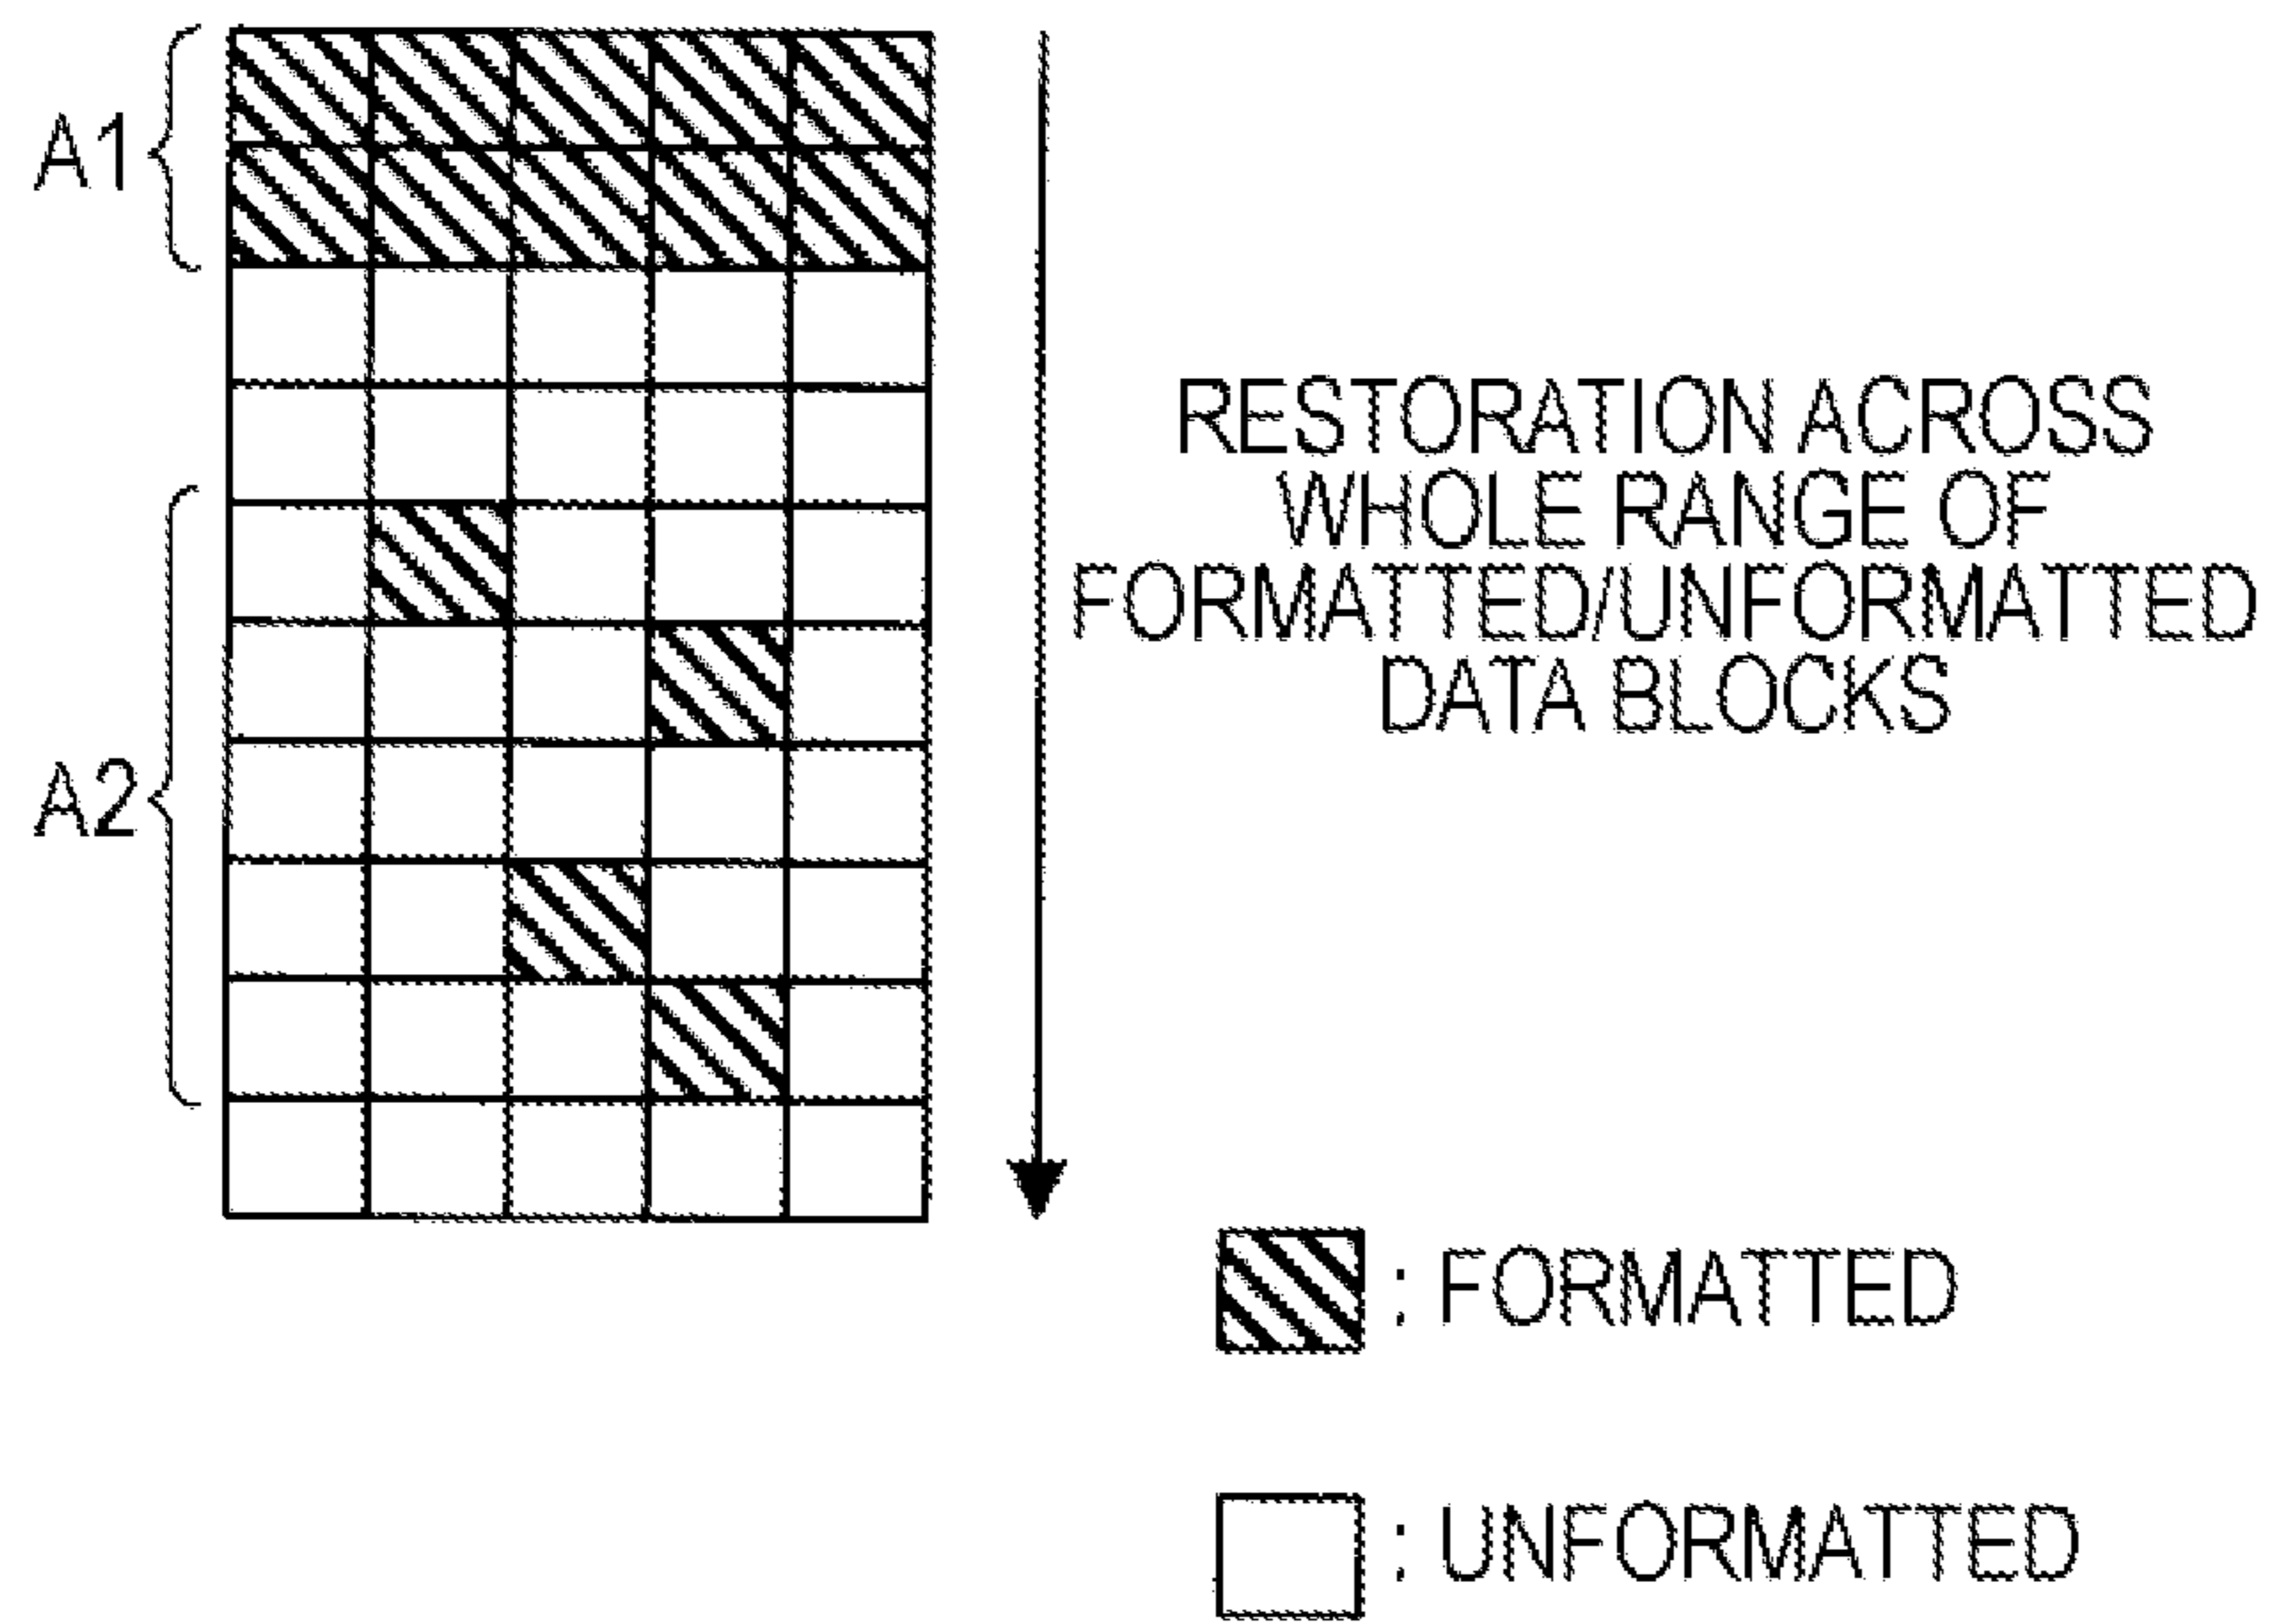 A1
RESTORATION ACROSS
WHOLE RANGE OF
FORMATTED/UNFORMATTED
DATA BLOCKS
A2
: FORMATTED
: UNFORMATTED